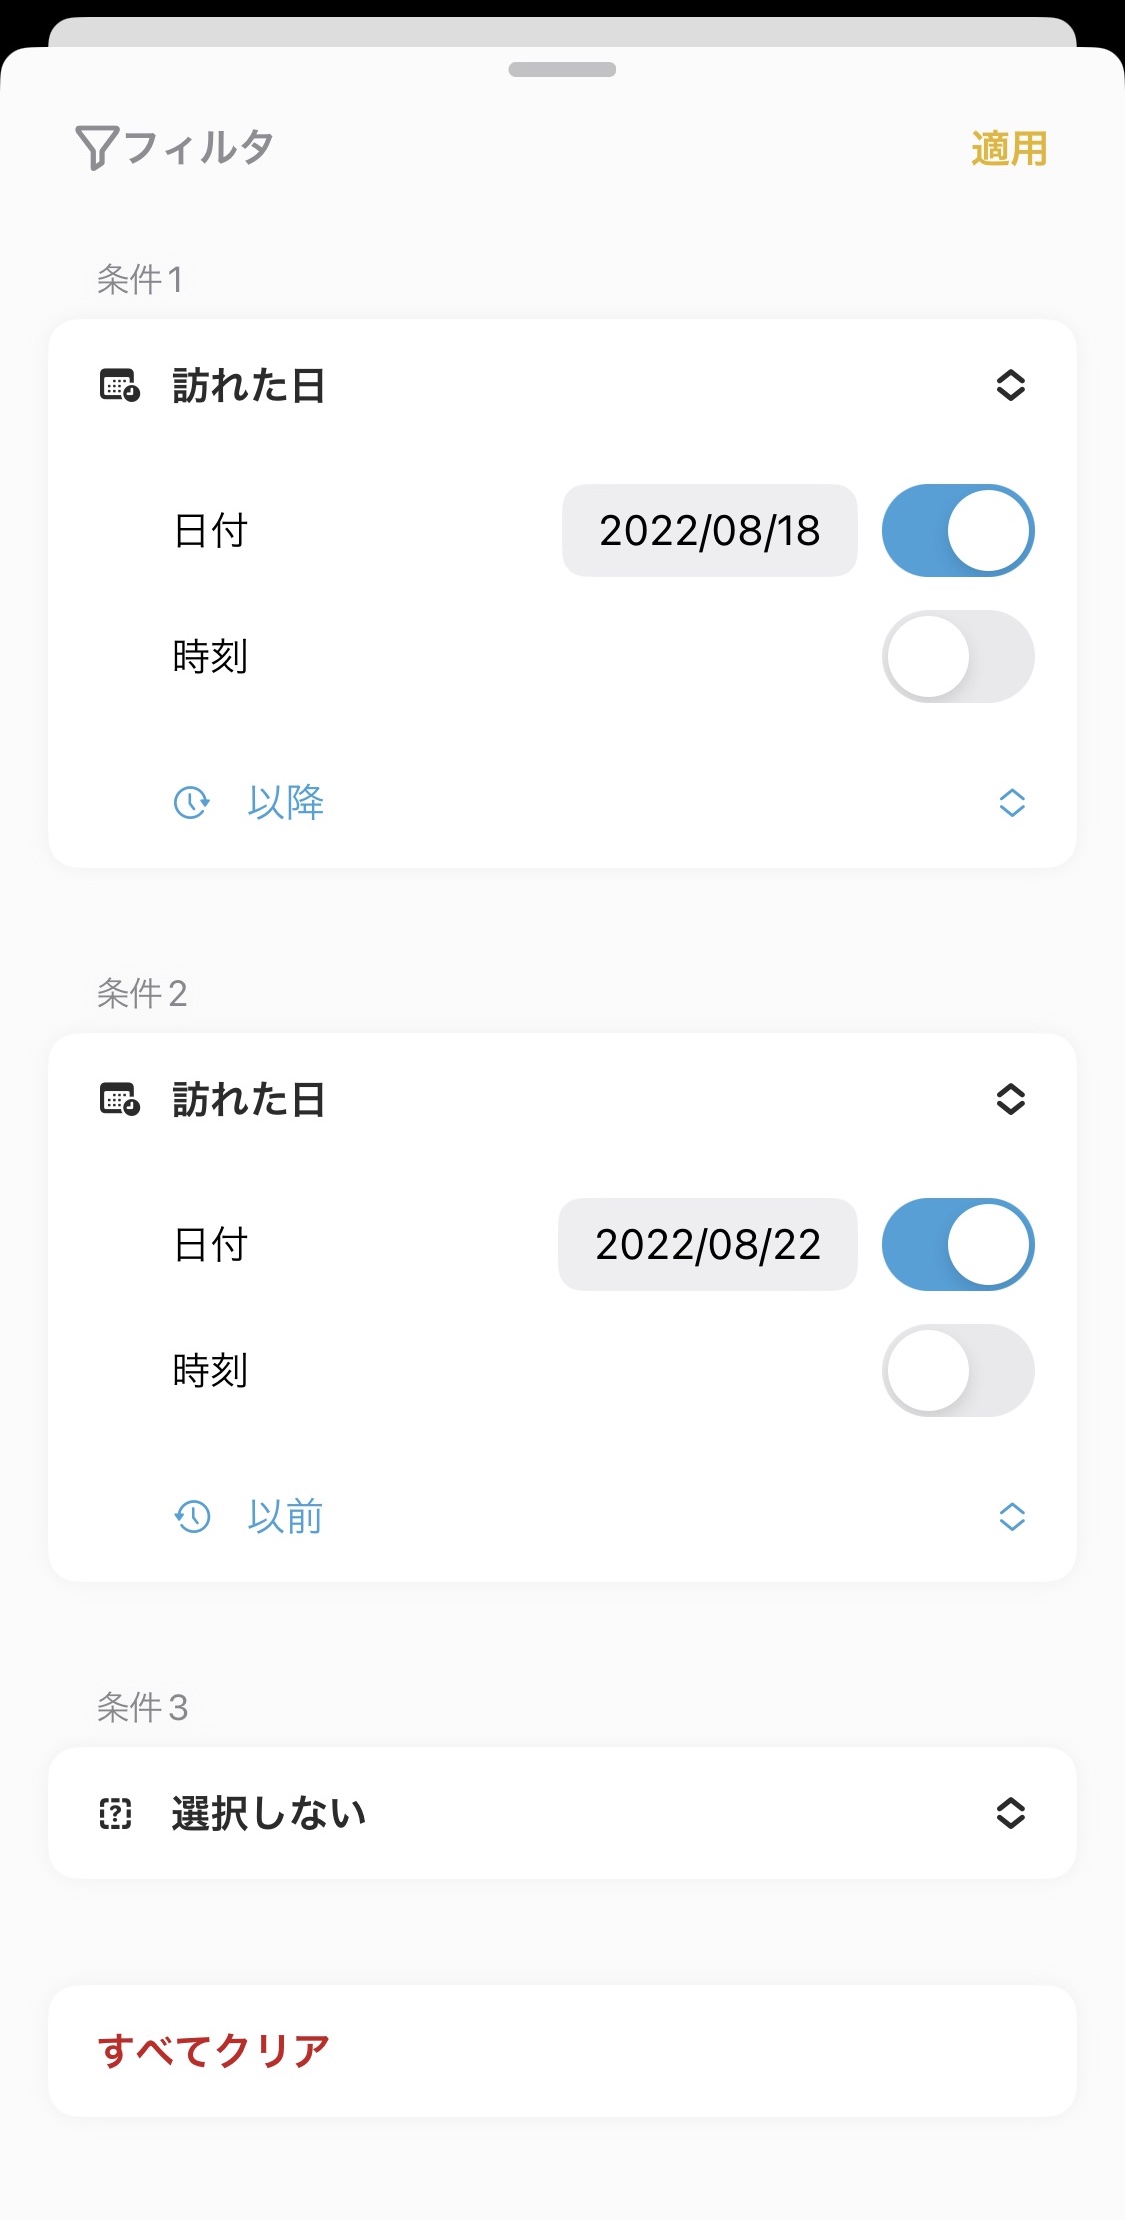 フィルタ
適用
条件1
訪れた日
日付
2022/08/18
時刻
以降
条件2
訪れた日
日付
2022/08/22
時刻
以前
条件3
選択しない
すべてクリア